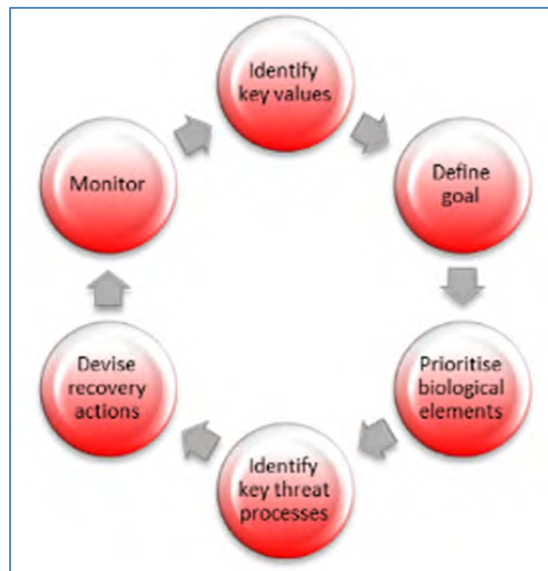 Identify
key values
Define
goal
Prioritise
biological
elements
Identify
key threat
processes
Devise
recovery
actions
Monitor